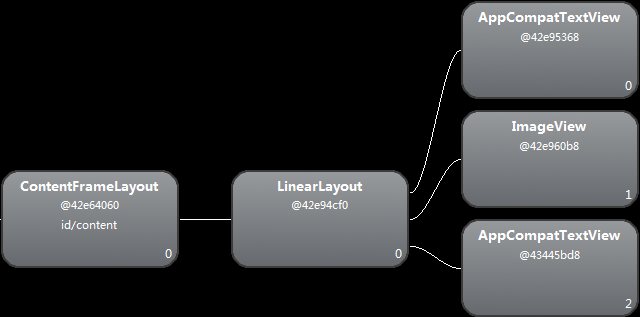 AppCompatTextView
@42e95368
0
ImageView
@42e960b8
1
ContentFrameLayout
@42e64060
id/content
0
LinearLayout
@42e94cf0
0
AppCompatTextView
@43445bd8
2